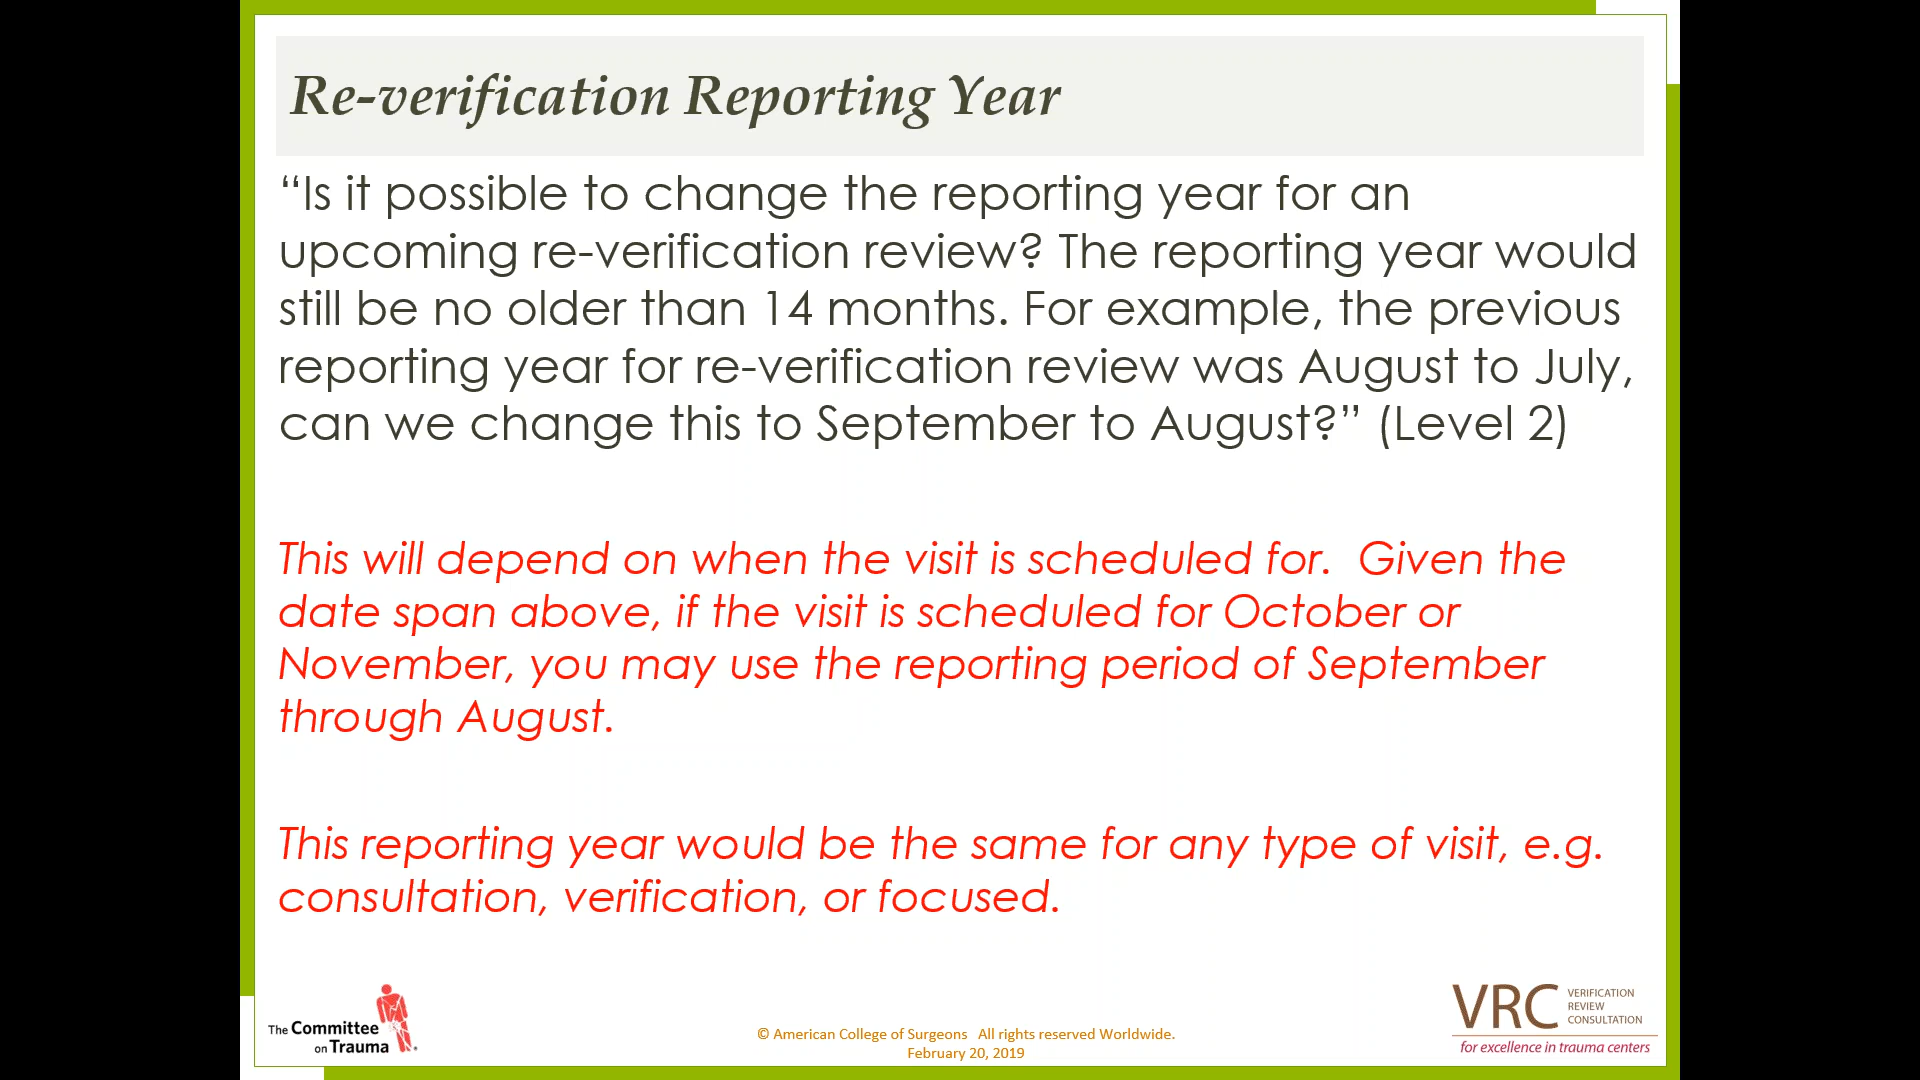 Re-verification Reporting Year
“Is it possible to change the reporting year for an
upcoming re-verification review? The reporting year would
still be no older than 14 months. For example, the previous
reporting year for re-verification review was August to July,
can we change this to September to August?” (Level 2)
This will depend on when the visit is scheduled for.  Given the
date span above, if the visit is scheduled for October or
November, you may use the reporting period of September
through August.
This reporting year would be the same for any type of visit, e.g.
consultation, verification, or focused.
The Committee
on Trauma
© American College of Surgeons   All rights reserved Worldwide.
February 20, 2019
VRC
VERIFICATION
REVIEW
CONSULTATION
for excellence in trauma centers